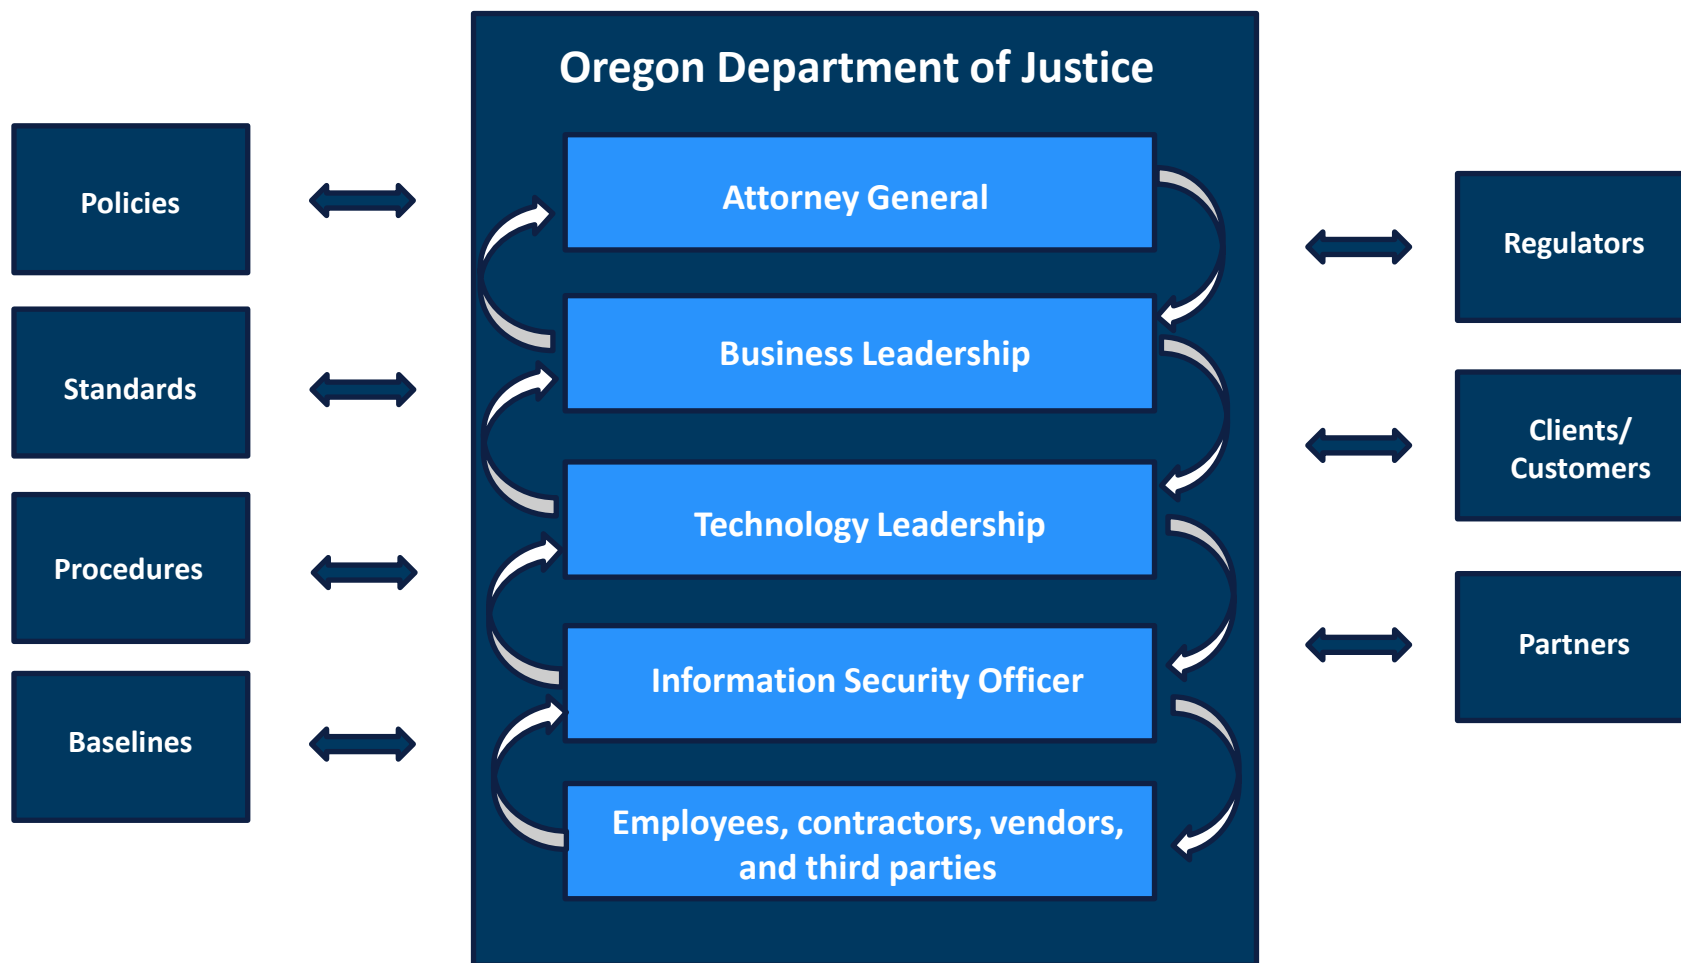 Oregon Department of Justice
Policies
Standards
Procedures
Baselines
Attorney General
Business Leadership
Technology Leadership
Information Security Officer
Employees, contractors, vendors,
and third parties
Regulators
Clients/
Customers
Partners